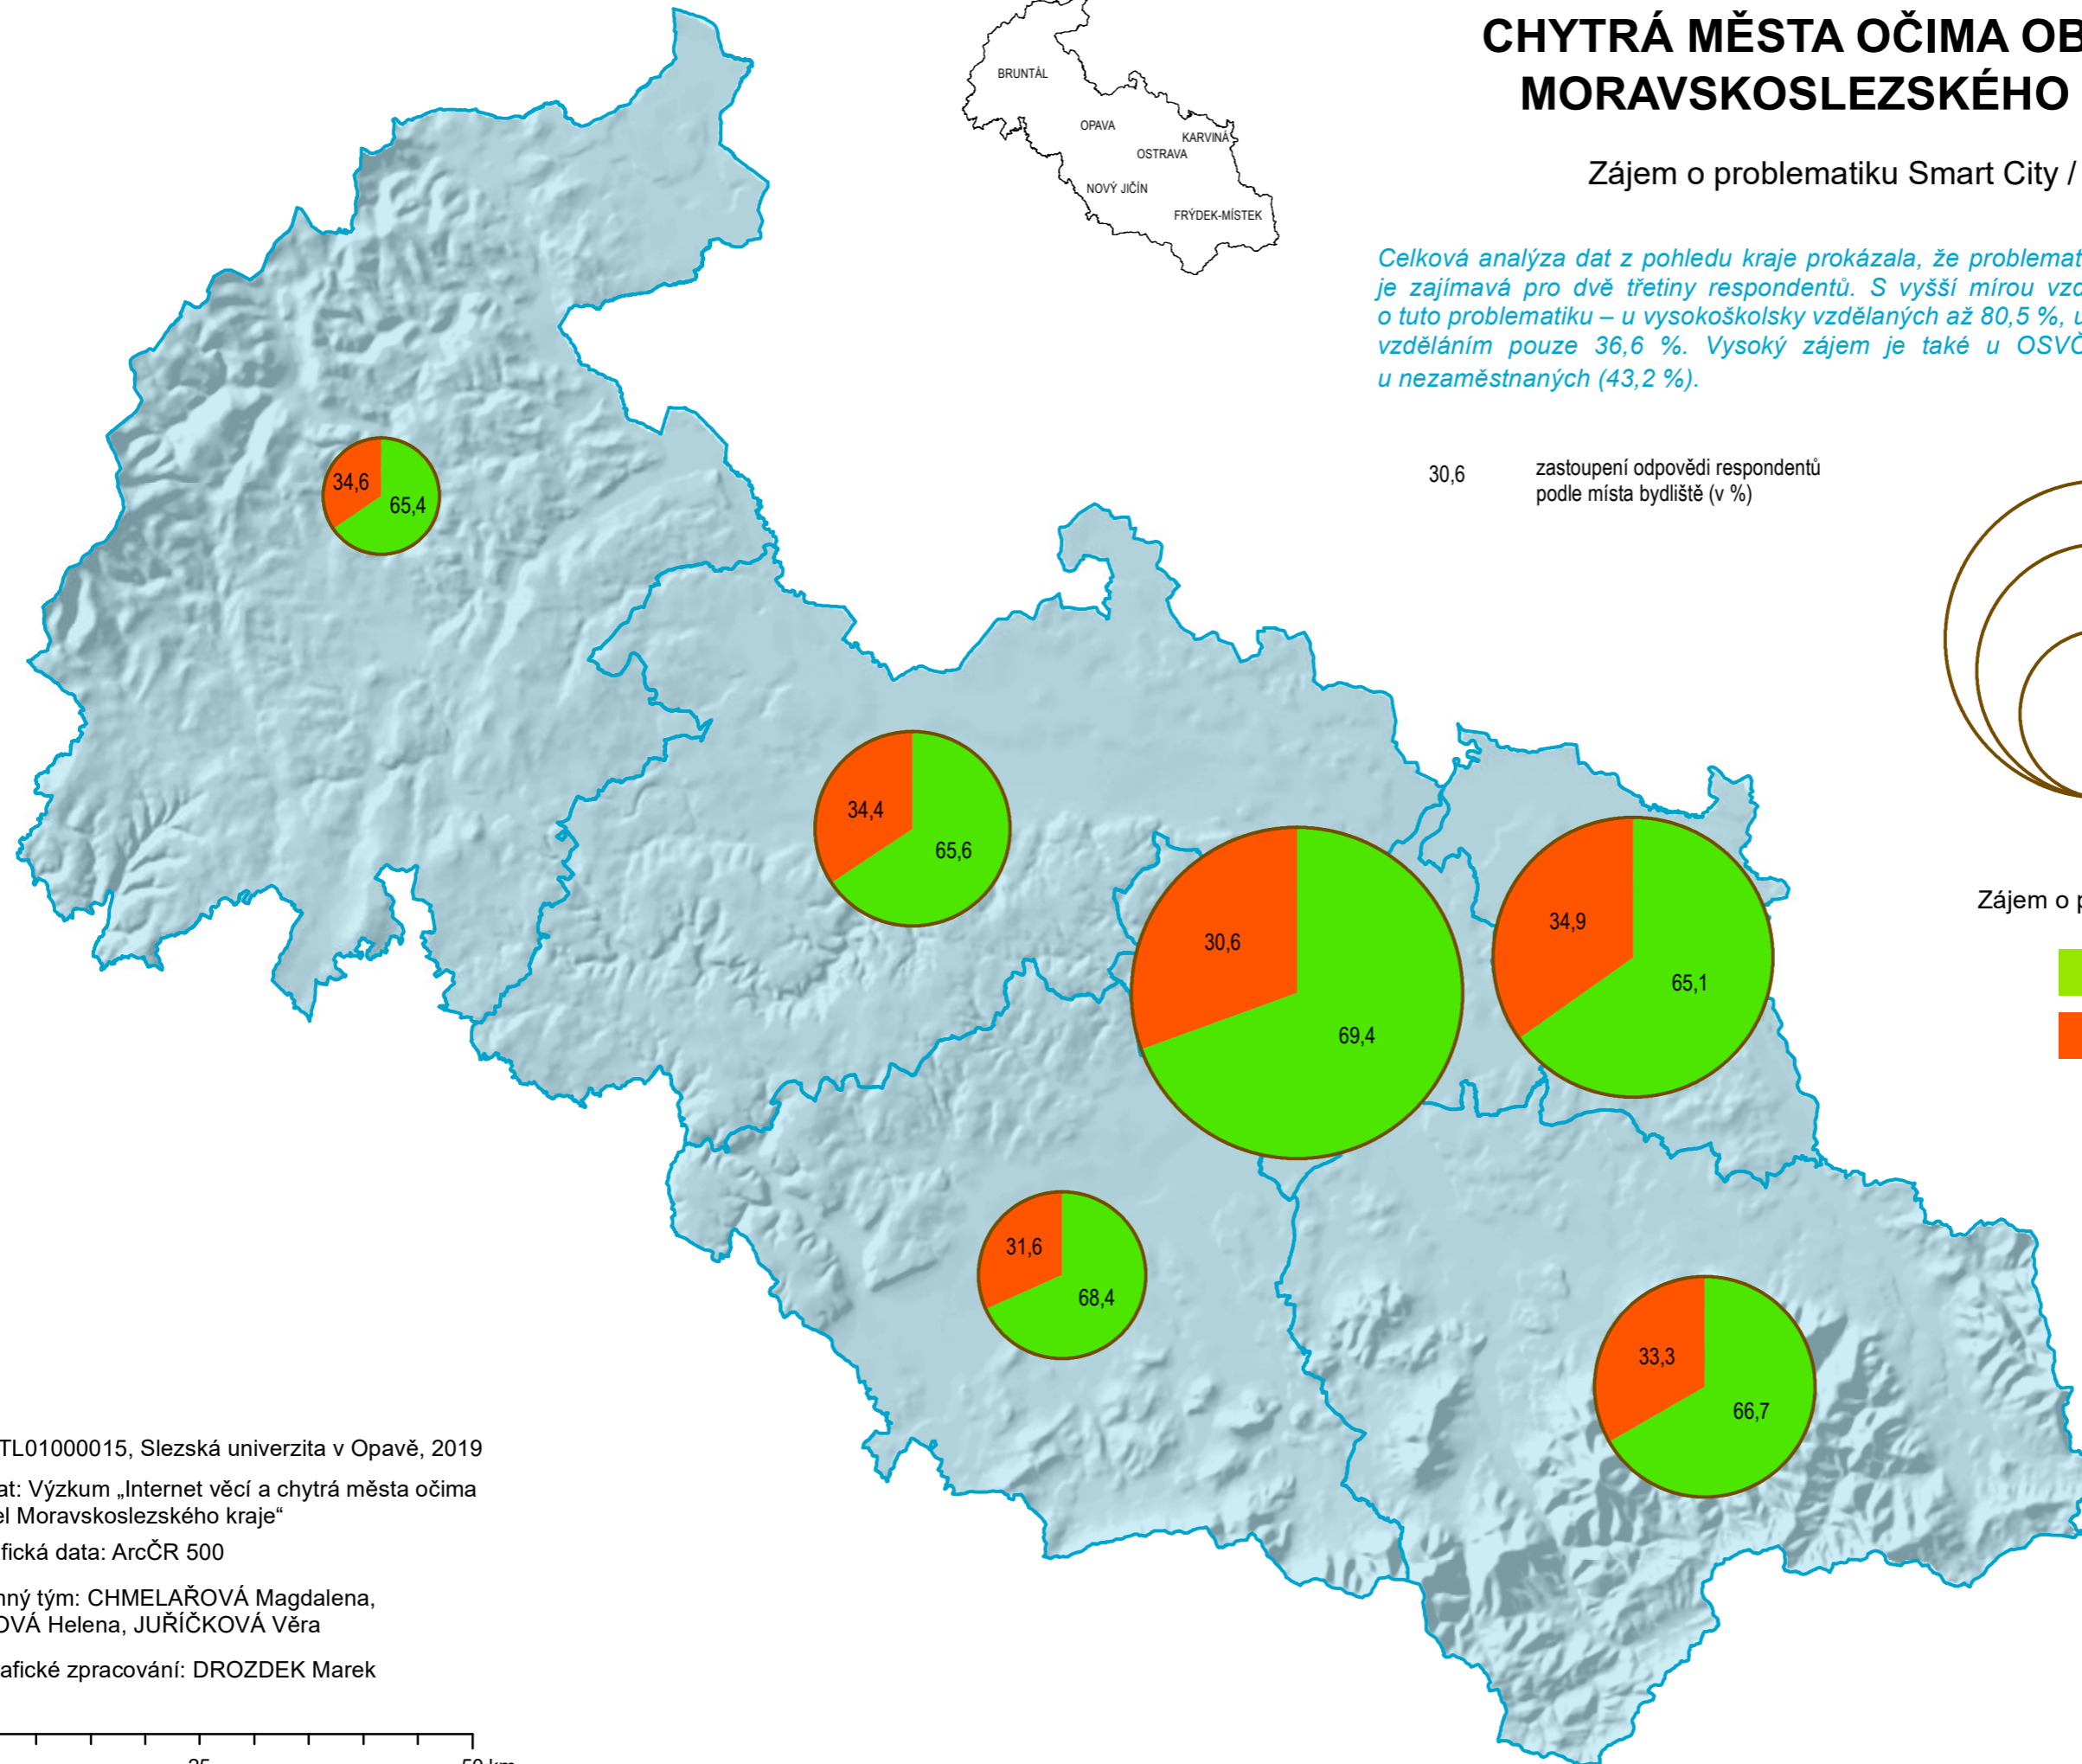 CHYTRÁ MĚSTA OČIMA OB
MORAVSKOSLEZSKÉHO
Zájem o problematiku Smart City /
Celková analýza dat z pohledu kraje prokázala, že problemat
je zajímavá pro dvě třetiny respondentů. S vyšší mírou vzd
o tuto problematiku – u vysokoškolsky vzdělaných až 80,5 %, u
vzděláním pouze 36,6 %. Vysoký zájem je také u OSVČ
u nezaměstnaných (43,2 %).
BRUNTÁL
OPAVA
KARVINÁ
OSTRAVA
NOVÝ JIČÍN
FRÝDEK-MÍSTEK
30,6
zastoupení odpovědi respondentů
podle místa bydliště (v %)
34,6
65,4
34,4
65,6
30,6
69,4
34,9
65,1
31,6
68,4
33,3
66,7
Zájem o p
TL01000015, Slezská univerzita v Opavě, 2019
at: Výzkum „Internet věcí a chytrá města očima
el Moravskoslezského kraje“
fická data: ArcČR 500
nný tým: CHMELAŘOVÁ Magdalena,
OVÁ Helena, JUŘÍČKOVÁ Věra
afické zpracování: DROZDEK Marek
25
50 km